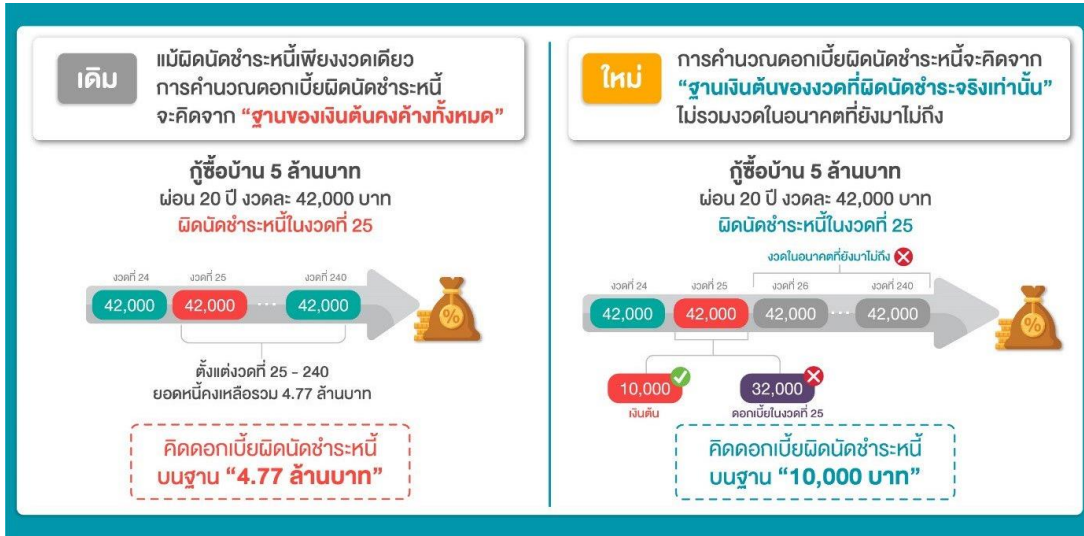 เดิม
แม้ผิดนัดชำระหนี้เพียงงวดเดียว
การคำนวณดอกเบี้ยผิดนัดชำระหนี้
จะคิดจาก “ฐานของเงินต้นคงค้างทั้งหมด”
กู้ซื้อบ้าน 5 ล้านบาท
ผ่อน 20 ปี งวดละ 42,000 บาท
ผิดนัดชำระหนี้ในงวดที่ 25
งวดที่ 24 งวดที่ 25 งวดที่ 240
42,000 42,000 ... 42,000
%
ตั้งแต่งวดที่ 25 - 240
ยอดหนี้คงเหลือรวม 4.77 ล้านบาท
คิดดอกเบี้ยผิดนัดชำระหนี้
บนฐาน “4.77 ล้านบาท”
ใหม่
การคำนวณดอกเบี้ยผิดนัดชำระหนี้จะคิดจาก
“ฐานเงินต้นของงวดที่ผิดนัดชำระจริงเท่านั้น”
ไม่รวมงวดในอนาคตที่ยังมาไม่ถึง
กู้ซื้อบ้าน 5 ล้านบาท
ผ่อน 20 ปี งวดละ 42,000 บาท
ผิดนัดชำระหนี้ในงวดที่ 25
งวดในอนาคตที่ยังมาไม่ถึง
งวดที่ 24 งวดที่ 25 งวดที่ 26 งวดที่ 240
42,000 42,000 42,000 ... 42,000
%
10,000 32,000
เงินต้น ดอกเบี้ยในงวดที่ 25
คิดดอกเบี้ยผิดนัดชำระหนี้
บนฐาน “10,000 บาท”